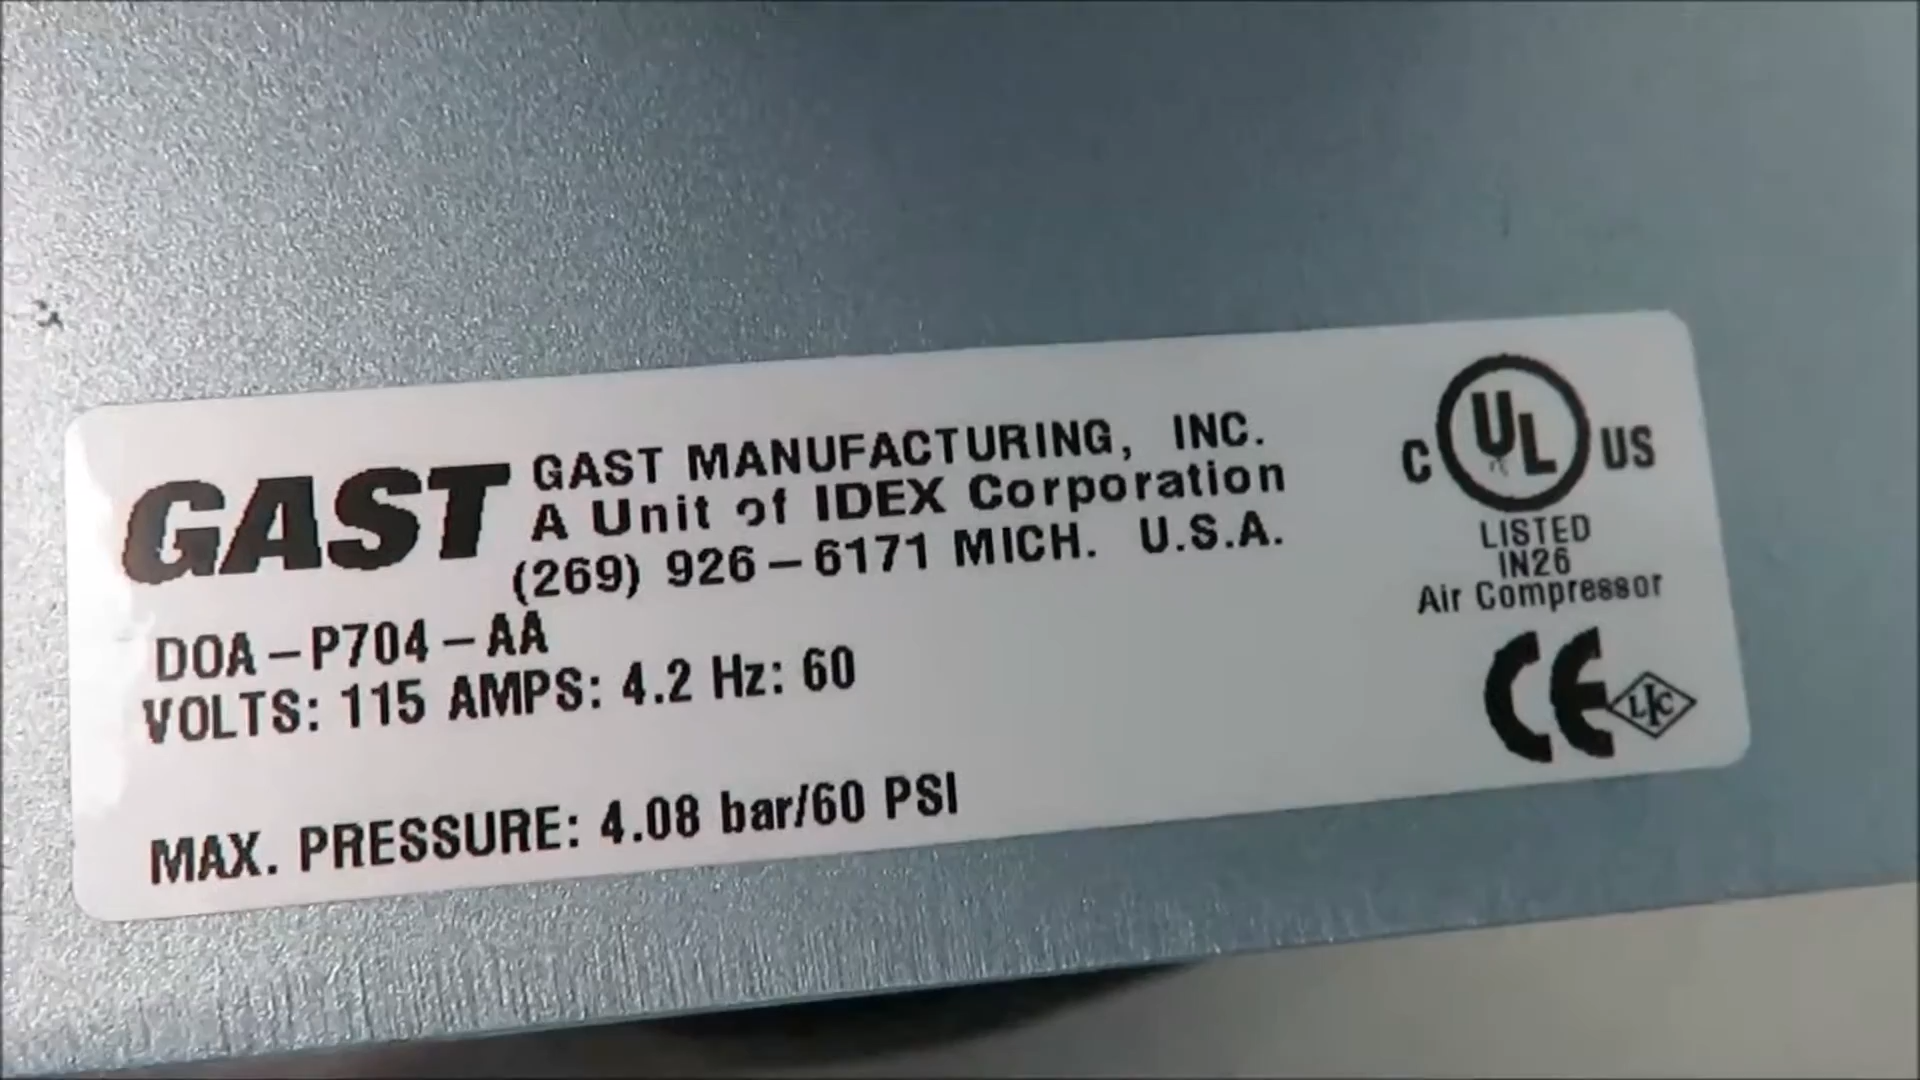 GAST
GAST MANUFACTURING, INC.
A Unit of IDEX Corporation
(269) 926-6171 MICH. U.S.A.
DOA-P704-AA
VOLTS: 115 AMPS: 4.2 Hz: 60
MAX. PRESSURE: 4.08 bar/60 PSI
C UL US
LISTED
IN26
Air Compressor
CE LIC